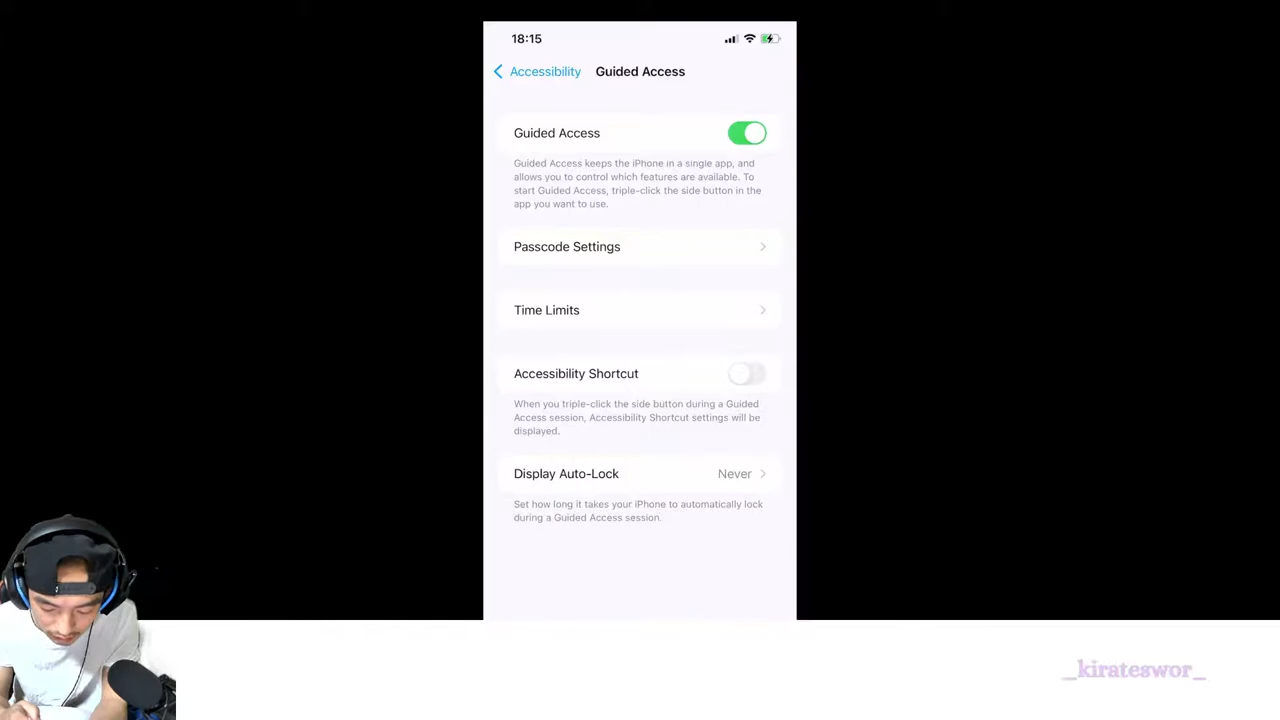 18:15
Accessibility Guided Access
Guided Access
Guided Access keeps the iPhone in a single app, and
allows you to control which features are available. To
start Guided Access, triple-click the side button in the
app you want to use.
Passcode Settings
Time Limits
Accessibility Shortcut
When you triple-click the side button during a Guided
Access session, Accessibility Shortcut settings will be
displayed.
Display Auto-Lock Never
Set how long it takes your iPhone to automatically lock
during a Guided Access session.
_kirateswor_